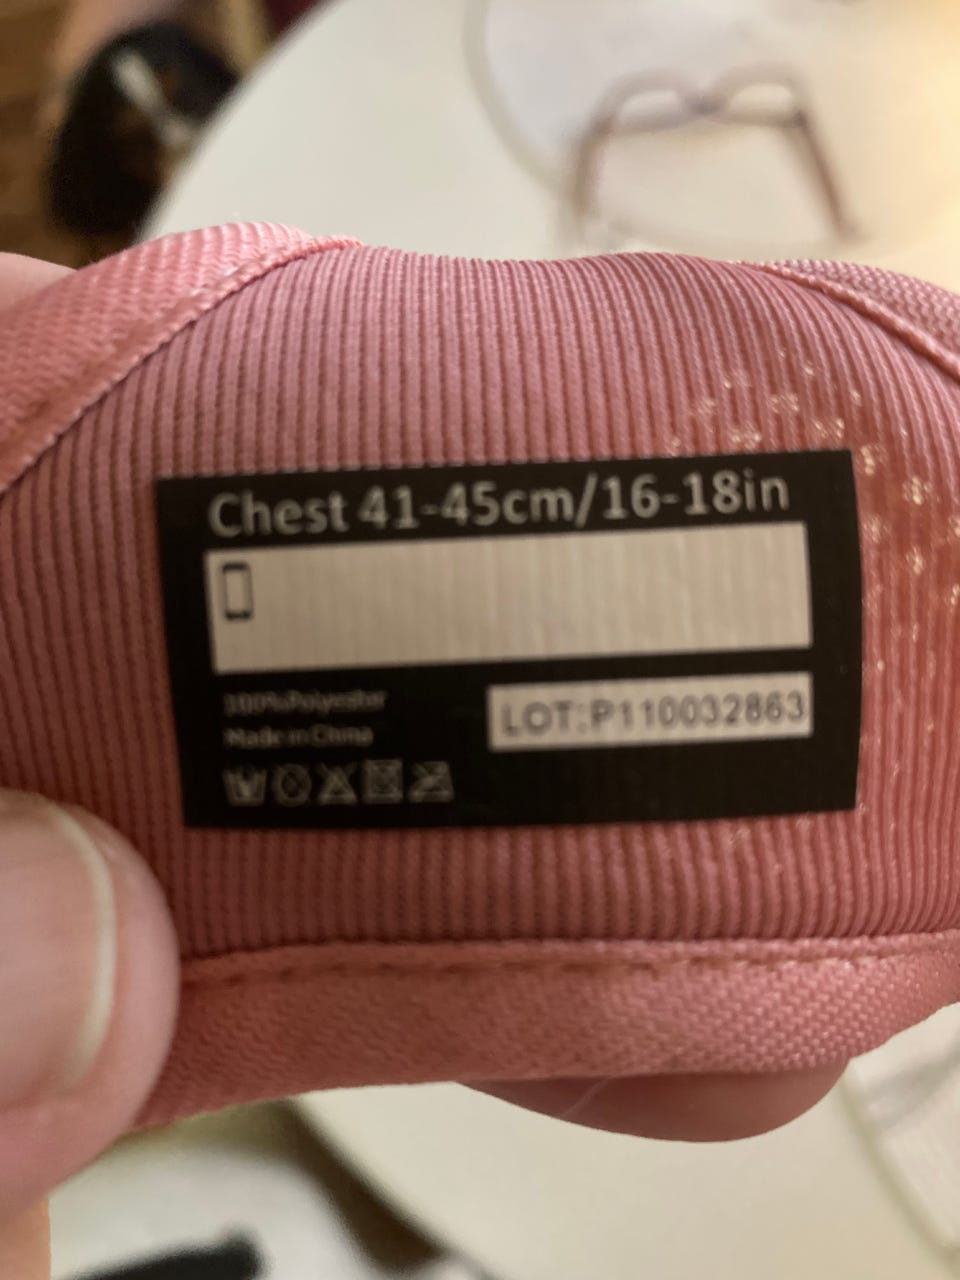 Chest 41-45cm/16-18in
100%Polyester
Made in China
LOT:P110032863